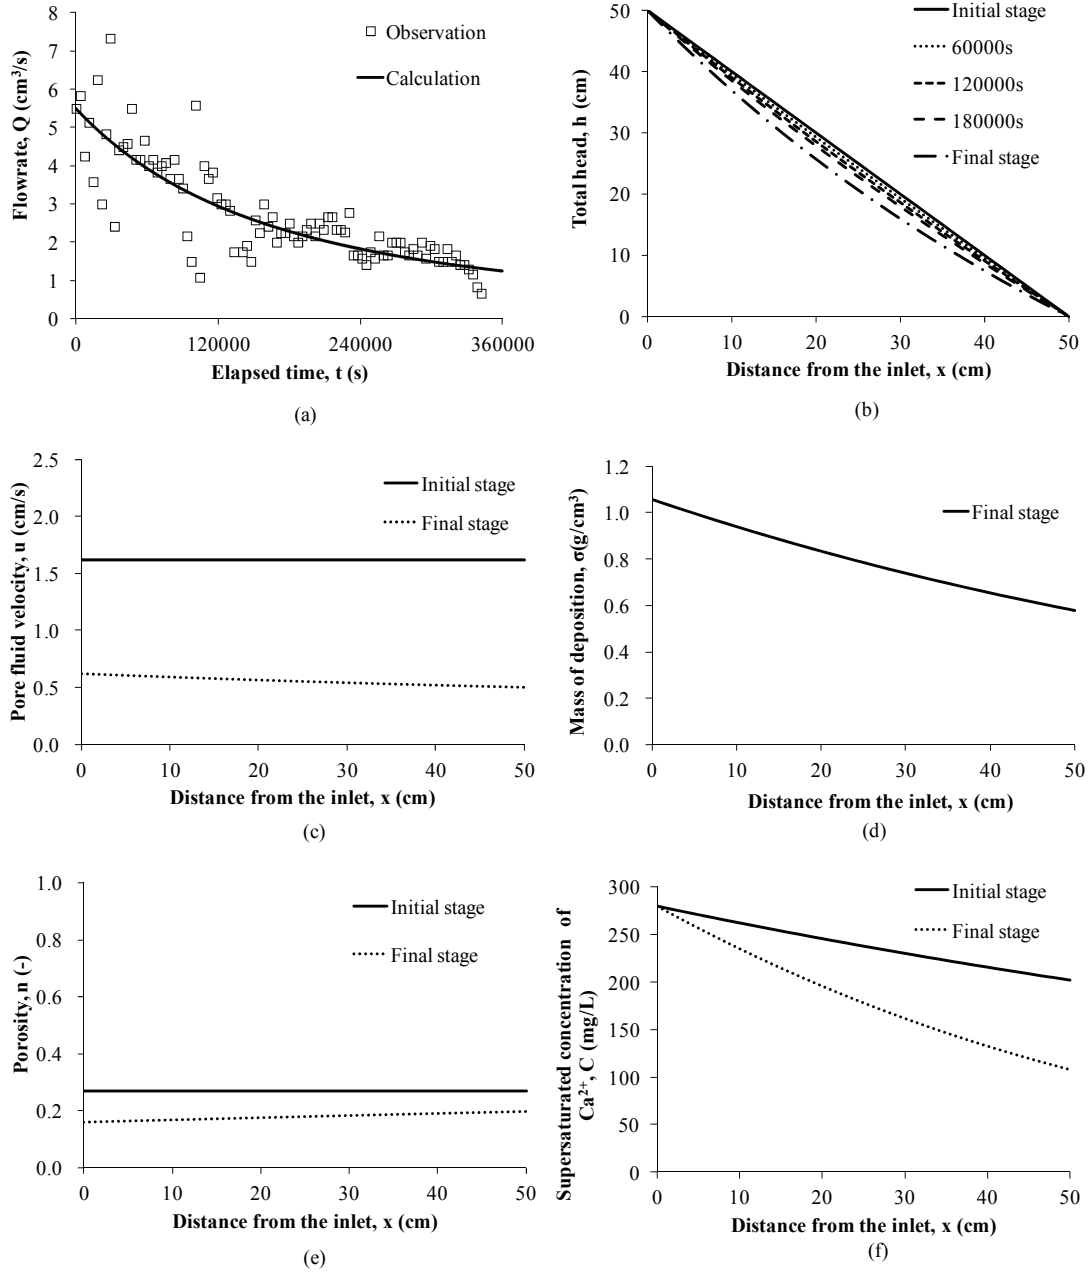 8
7
6
5
4
3
2
1
0
Flowrate, Q (cm³/s)
Observation
Calculation
0
120000
240000
360000
Elapsed time, t (s)
(a)
50
40
30
20
10
0
Total head, h (cm)
Initial stage
60000s
120000s
180000s
Final stage
0
10
20
30
40
50
Distance from the inlet, x (cm)
(b)
2.5
2.0
1.5
1.0
0.5
0.0
Pore fluid velocity, u (cm/s)
Initial stage
Final stage
0
10
20
30
40
50
Distance from the inlet, x (cm)
(c)
1.2
1.0
0.8
0.6
0.4
0.2
0.0
Mass of deposition, σ(g/cm³)
Final stage
0
10
20
30
40
50
Distance from the inlet, x (cm)
(d)
1.0
0.8
0.6
0.4
0.2
0.0
Porosity, n (-)
Initial stage
Final stage
0
10
20
30
40
50
Distance from the inlet, x (cm)
(e)
300
250
200
150
100
50
0
Supersaturated concentration of
Ca²⁺, C (mg/L)
Initial stage
Final stage
0
10
20
30
40
50
Distance from the inlet, x (cm)
(f)